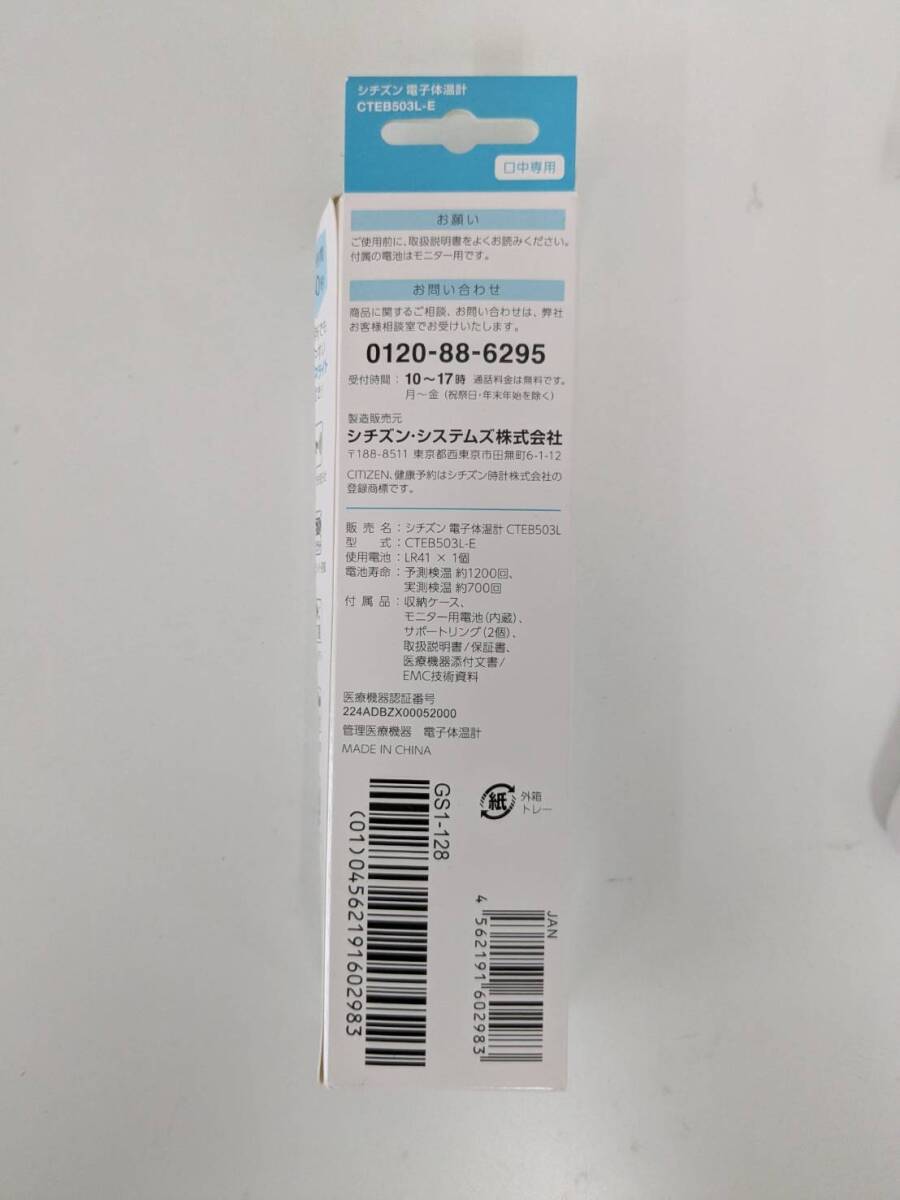 シチズン 電子体温計
CTEB503L-E
口中専用
お願い
ご使用前に、取扱説明書をよくお読みください。
付属の電池はモニター用です。
お問い合わせ
商品に関するご相談、お問い合わせは、弊社
お客様相談室でお受けいたします。
0120-88-6295
受付時間：10～17時 通話料金は無料です。
月～金（祝祭日・年末年始を除く）
製造販売元
シチズン・システムズ株式会社
〒188-8511 東京都西東京市田無町6-1-12
CITIZEN、健康予約はシチズン時計株式会社の
登録商標です。
販売名：シチズン 電子体温計 CTEB503L
型式：CTEB503L-E
使用電池：LR41 × 1個
電池寿命：予測検温 約1200回、
実測検温 約700回
付属品：収納ケース、
モニター用電池（内蔵）、
サポートリング（2個）、
取扱説明書/保証書、
医療機器添付文書/
EMC技術資料
医療機器認証番号
224ADBZX00052000
管理医療機器 電子体温計
MADE IN CHINA
紙
外箱
トレー
GS1-128
(01)04562191602983
JAN
4 562191 602983